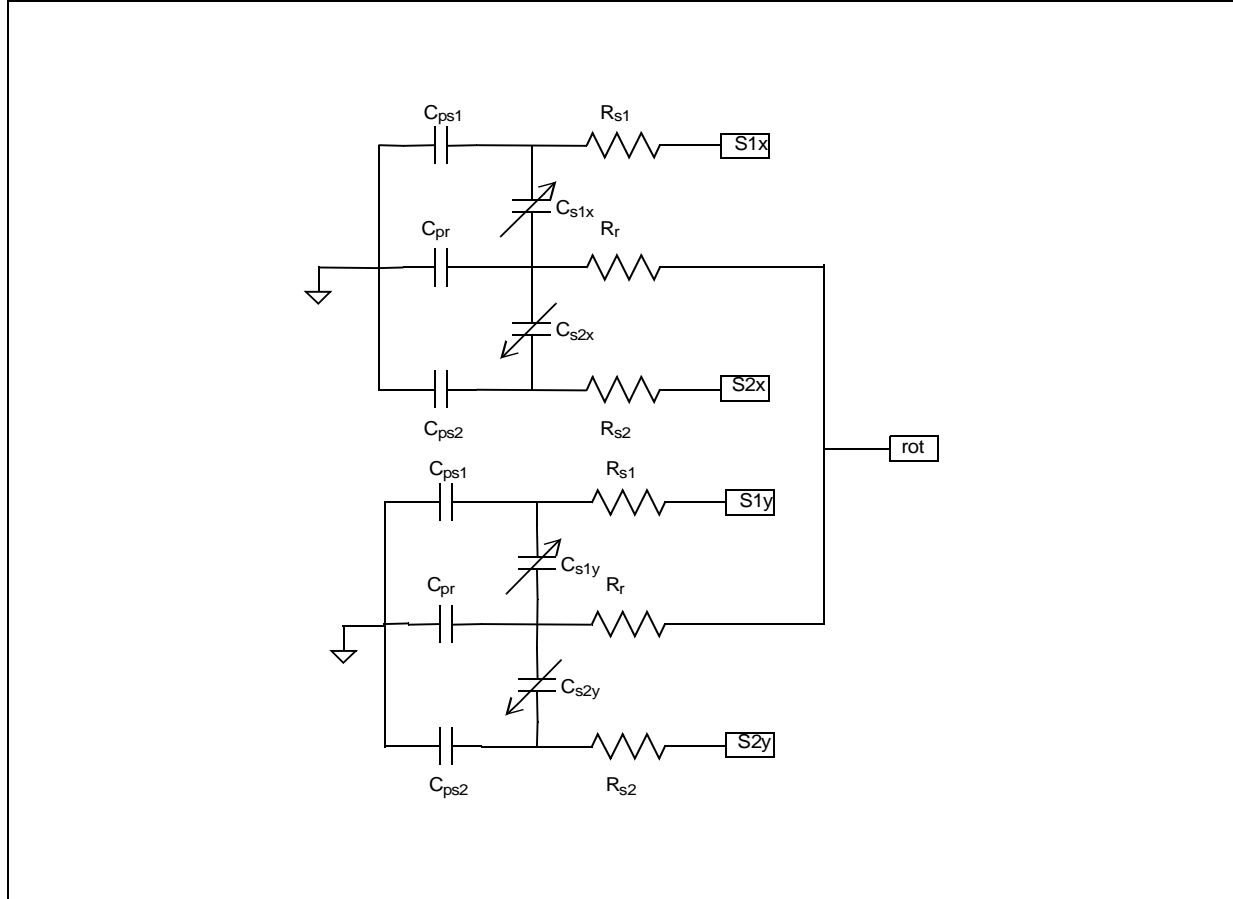 Cps1
Rs1
S1x
Cs1x
Cpr
Rr
Cs2x
S2x
Cps2
Rs2
rot
Cps1
Rs1
S1y
Cs1y
Cpr
Rr
Cs2y
S2y
Cps2
Rs2